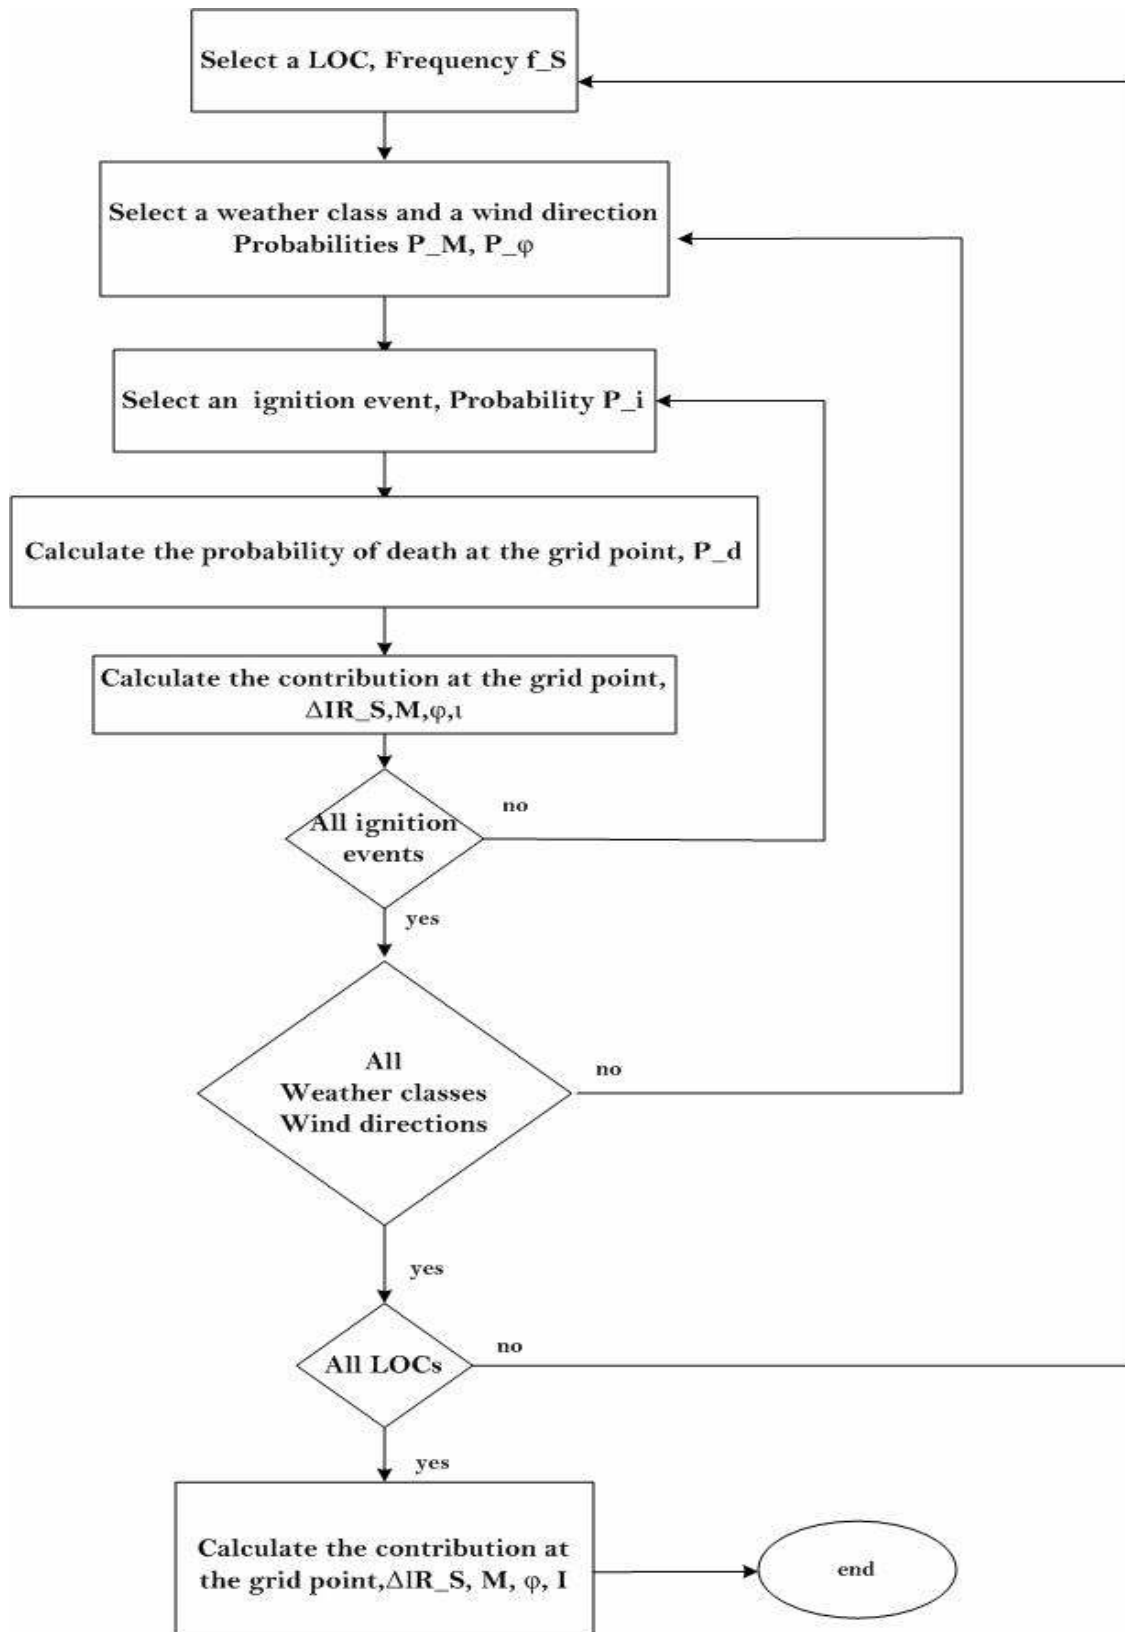 Select a LOC, Frequency f_S
Select a weather class and a wind direction
Probabilities P_M, P_φ
Select an ignition event, Probability P_i
Calculate the probability of death at the grid point, P_d
Calculate the contribution at the grid point,
ΔIR_S,M,φ,ι
All ignition
events
no
yes
All
Weather classes
Wind directions
no
yes
All LOCs
no
yes
Calculate the contribution at
the grid point,ΔIR_S, M, φ, I
end